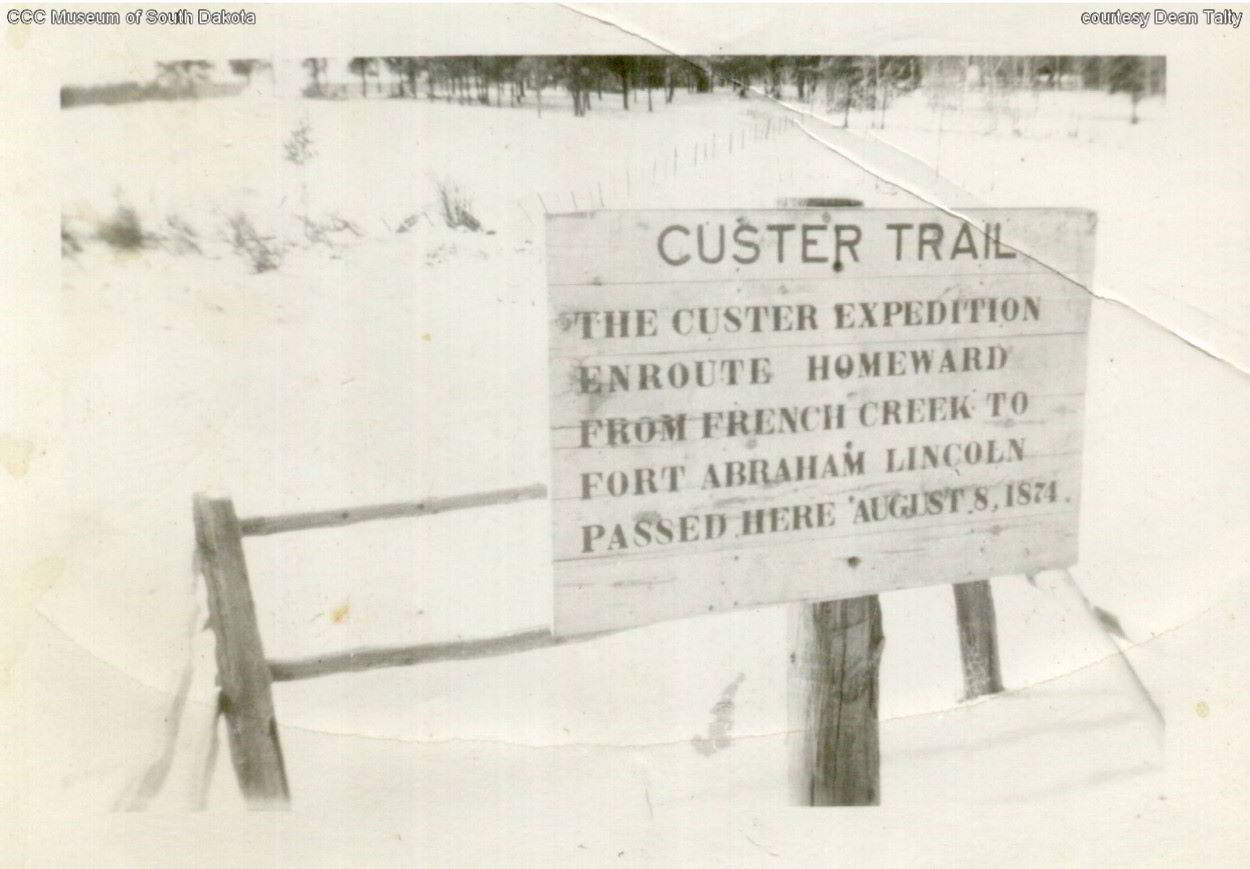 CCC Museum of South Dakota
courtesy Dean Tally
CUSTER TRAIL
THE CUSTER EXPEDITION
ENROUTE HOMEWARD
FROM FRENCH CREEK TO
FORT ABRAHAM LINCOLN
PASSED HERE AUGUST 8, 1874.